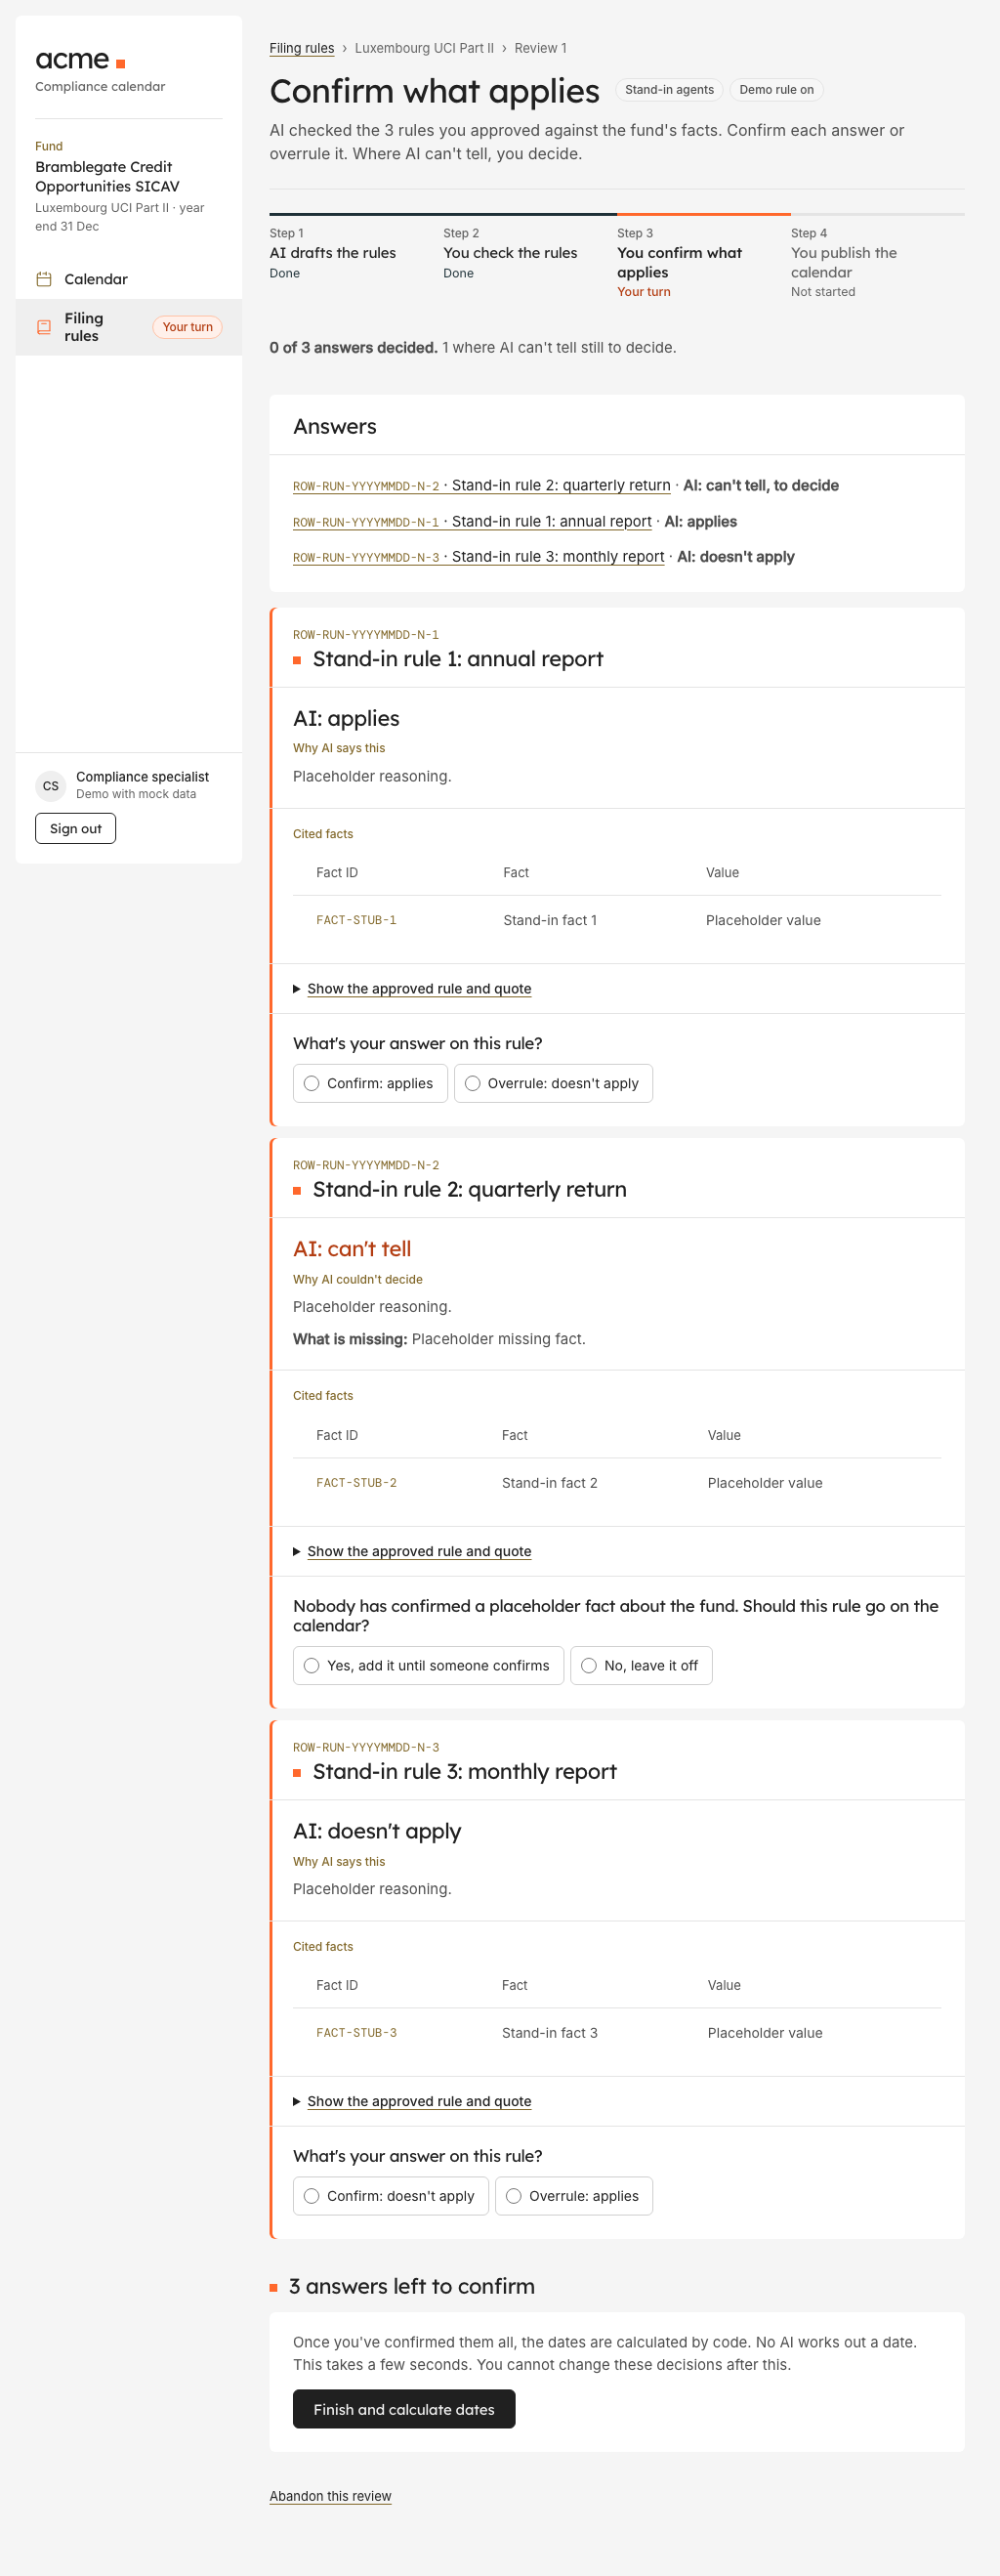 acme
Compliance calendar
Fund
Bramblegate Credit
Opportunities SICAV
Luxembourg UCI Part II · year
end 31 Dec
Calendar
Filing
rules
Your turn
CS
Compliance specialist
Demo with mock data
Sign out
Filing rules › Luxembourg UCI Part II › Review 1
Confirm what applies
Stand-in agents
Demo rule on
AI checked the 3 rules you approved against the fund's facts. Confirm each answer or
overrule it. Where AI can't tell, you decide.
Step 1
AI drafts the rules
Done
Step 2
You check the rules
Done
Step 3
You confirm what
applies
Your turn
Step 4
You publish the
calendar
Not started
0 of 3 answers decided. 1 where AI can't tell still to decide.
Answers
ROW-RUN-YYYYMMDD-N-2 · Stand-in rule 2: quarterly return · AI: can't tell, to decide
ROW-RUN-YYYYMMDD-N-1 · Stand-in rule 1: annual report · AI: applies
ROW-RUN-YYYYMMDD-N-3 · Stand-in rule 3: monthly report · AI: doesn't apply
ROW-RUN-YYYYMMDD-N-1
Stand-in rule 1: annual report
AI: applies
Why AI says this
Placeholder reasoning.
Cited facts
Fact ID Fact Value
FACT-STUB-1 Stand-in fact 1 Placeholder value
Show the approved rule and quote
What's your answer on this rule?
Confirm: applies
Overrule: doesn't apply
ROW-RUN-YYYYMMDD-N-2
Stand-in rule 2: quarterly return
AI: can't tell
Why AI couldn't decide
Placeholder reasoning.
What is missing: Placeholder missing fact.
Cited facts
Fact ID Fact Value
FACT-STUB-2 Stand-in fact 2 Placeholder value
Show the approved rule and quote
Nobody has confirmed a placeholder fact about the fund. Should this rule go on the
calendar?
Yes, add it until someone confirms
No, leave it off
ROW-RUN-YYYYMMDD-N-3
Stand-in rule 3: monthly report
AI: doesn't apply
Why AI says this
Placeholder reasoning.
Cited facts
Fact ID Fact Value
FACT-STUB-3 Stand-in fact 3 Placeholder value
Show the approved rule and quote
What's your answer on this rule?
Confirm: doesn't apply
Overrule: applies
3 answers left to confirm
Once you've confirmed them all, the dates are calculated by code. No AI works out a date.
This takes a few seconds. You cannot change these decisions after this.
Finish and calculate dates
Abandon this review